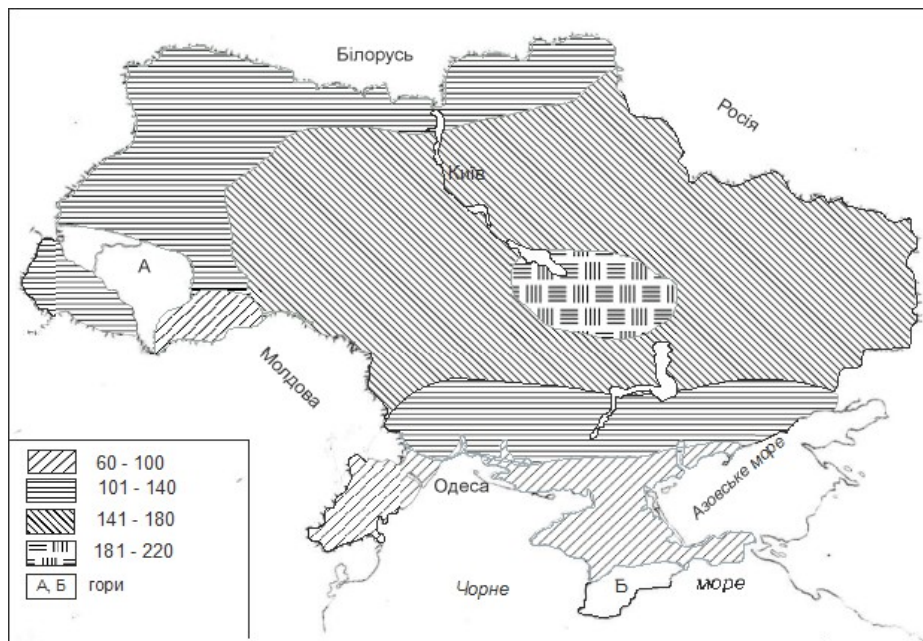 Білорусь
Росія
Київ
А
Молдова
Одеса
Азовське море
Чорне море
Б
60 - 100
101 - 140
141 - 180
181 - 220
А, Б гори